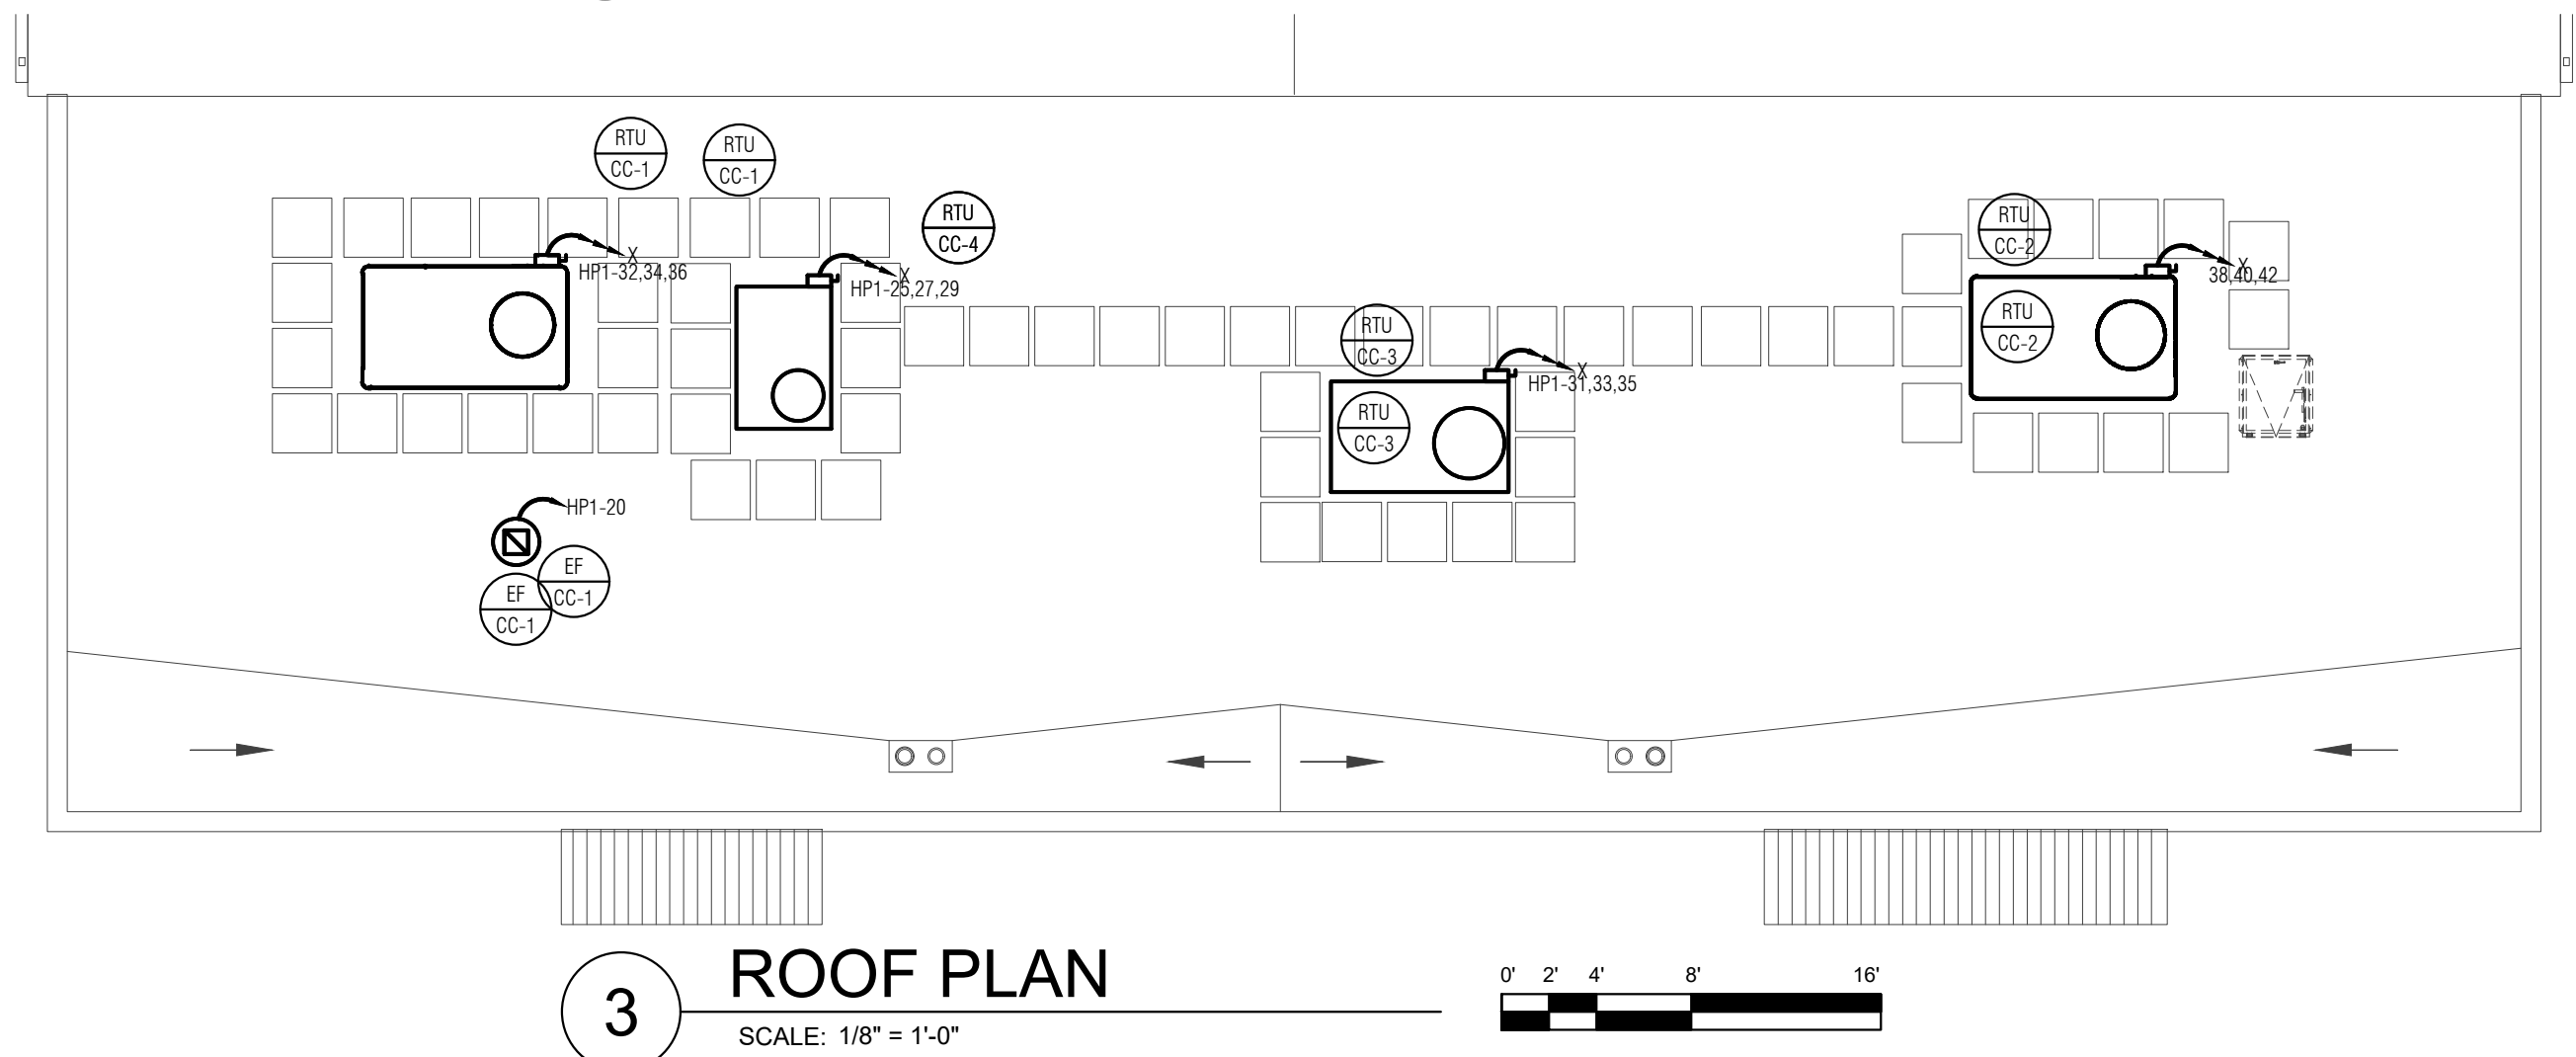 RTU
CC-1
RTU
CC-1
RTU
CC-4
RTU
CC-2
X
HP1-32,34,36
X
HP1-25,27,29
X
38,40,42
RTU
CC-3
RTU
CC-2
X
HP1-31,33,35
RTU
CC-3
HP1-20
EF
CC-1
EF
CC-1
3
ROOF PLAN
SCALE: 1/8" = 1'-0"
0' 2' 4' 8' 16'